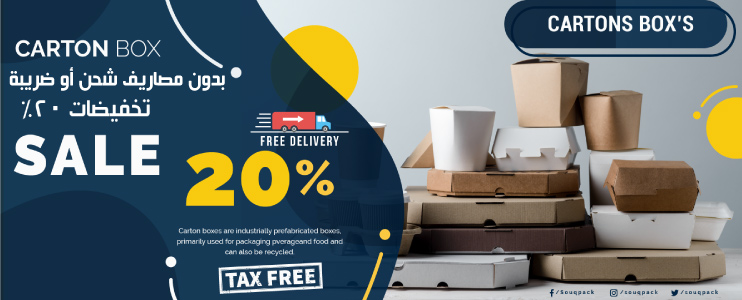 CARTON BOX
بدون مصاريف شحن أو ضريبة
تخفيضات ٢٠٪
SALE
FREE DELIVERY
20%
Carton boxes are industrially prefabricated boxes,
primarily used for packaging pverageand food and
can also be recycled.
TAX FREE
CARTONS BOX'S
/Souqpack
/souqpack
/souqpack